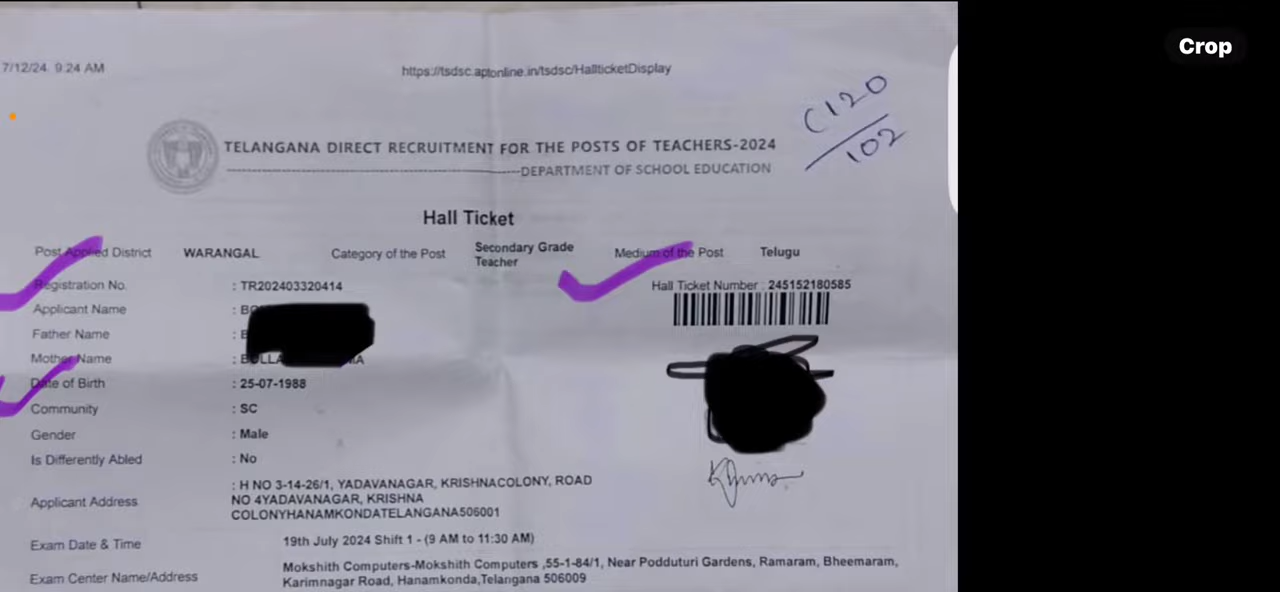 Crop
7/12/24, 9:24 AM
https://tsdsc.aptonline.in/tsdsc/HallticketDisplay
C120
102
TELANGANA DIRECT RECRUITMENT FOR THE POSTS OF TEACHERS-2024
DEPARTMENT OF SCHOOL EDUCATION
Hall Ticket
Post Applied District WARANGAL Category of the Post Secondary Grade Teacher Medium of the Post Telugu
Registration No. : TR202403320414 Hall Ticket Number : 245152180585
Applicant Name :
Father Name :
Mother Name :
Date of Birth : 25-07-1988
Community : SC
Gender : Male
Is Differently Abled : No
Applicant Address : H NO 3-14-26/1, YADAVANAGAR, KRISHNACOLONY, ROAD
NO 4YADAVANAGAR, KRISHNA
COLONYHANAMKONDATELANGANA506001
Exam Date & Time 19th July 2024 Shift 1 - (9 AM to 11:30 AM)
Exam Center Name/Address Mokshith Computers-Mokshith Computers ,55-1-84/1, Near Podduturi Gardens, Ramaram, Bheemaram,
Karimnagar Road, Hanamkonda,Telangana 506009